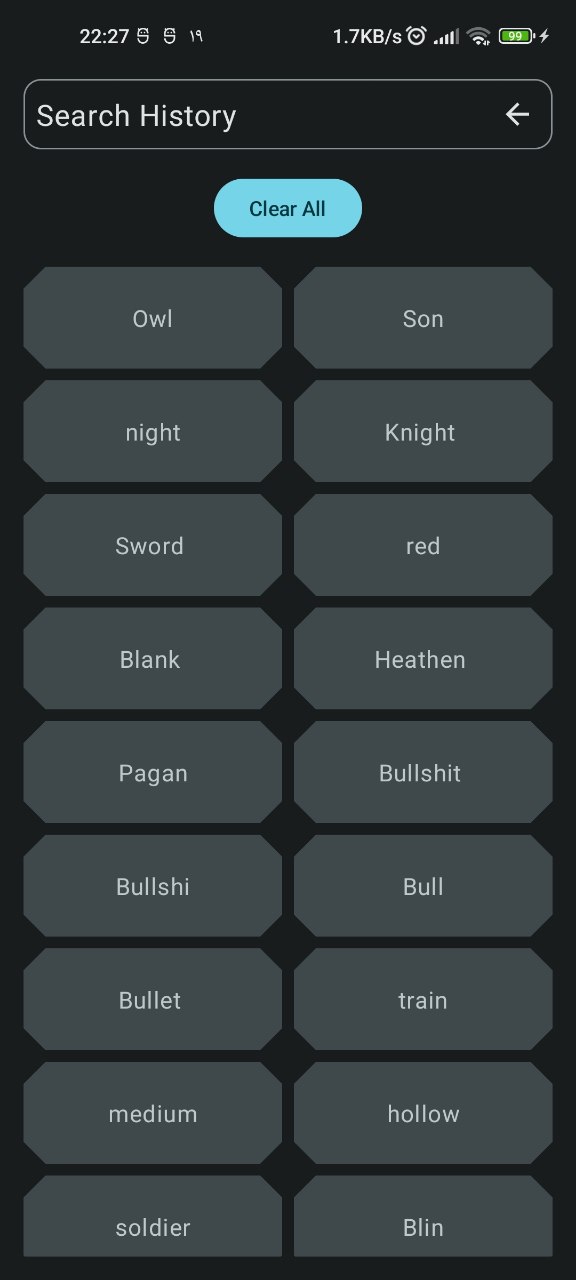 22:27 ١٩ 1.7KB/s 99
Search History
Clear All
Owl Son
night Knight
Sword red
Blank Heathen
Pagan Bullshit
Bullshi Bull
Bullet train
medium hollow
soldier Blin